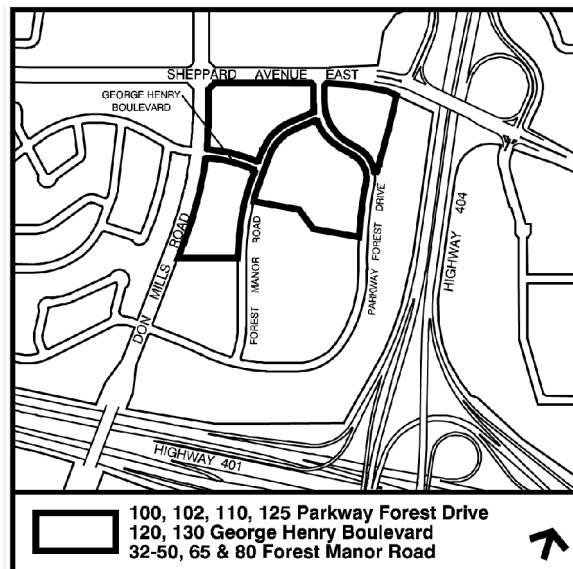 SHEPPARD AVENUE EAST
GEORGE HENRY
BOULEVARD
DON MILLS ROAD
FOREST MANOR ROAD
PARKWAY FOREST DRIVE
HIGHWAY 404
HIGHWAY 401
100, 102, 110, 125 Parkway Forest Drive
120, 130 George Henry Boulevard
32-50, 65 & 80 Forest Manor Road